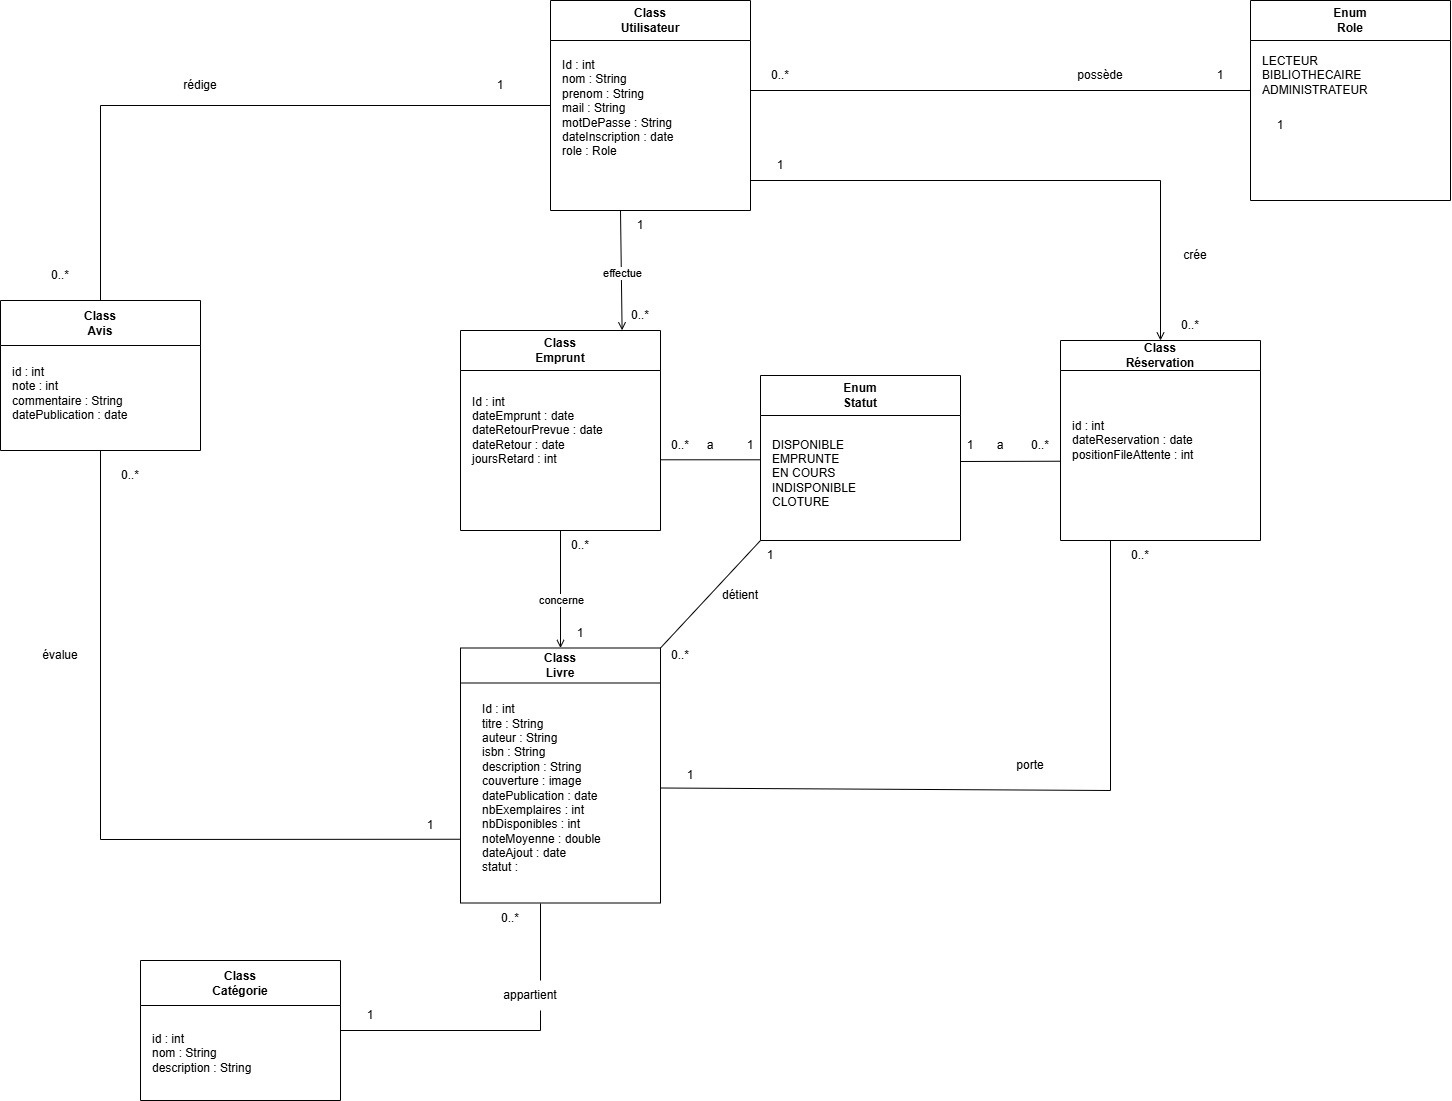 Class
Utilisateur
Id : int
nom : String
prenom : String
mail : String
motDePasse : String
dateInscription : date
role : Role
Enum
Role
LECTEUR
BIBLIOTHECAIRE
ADMINISTRATEUR
1
rédige
1
0..*
possède
1
1
crée
0..*
1
effectue
0..*
0..*
Class
Avis
id : int
note : int
commentaire : String
datePublication : date
0..*
Class
Emprunt
Id : int
dateEmprunt : date
dateRetourPrevue : date
dateRetour : date
joursRetard : int
0..*
a
1
Enum
Statut
DISPONIBLE
EMPRUNTE
EN COURS
INDISPONIBLE
CLOTURE
1
a
0..*
Class
Réservation
id : int
dateReservation : date
positionFileAttente : int
0..*
0..*
concerne
1
1
détient
0..*
évalue
1
Class
Livre
Id : int
titre : String
auteur : String
isbn : String
description : String
couverture : image
datePublication : date
nbExemplaires : int
nbDisponibles : int
noteMoyenne : double
dateAjout : date
statut :
1
porte
0..*
appartient
1
Class
Catégorie
id : int
nom : String
description : String